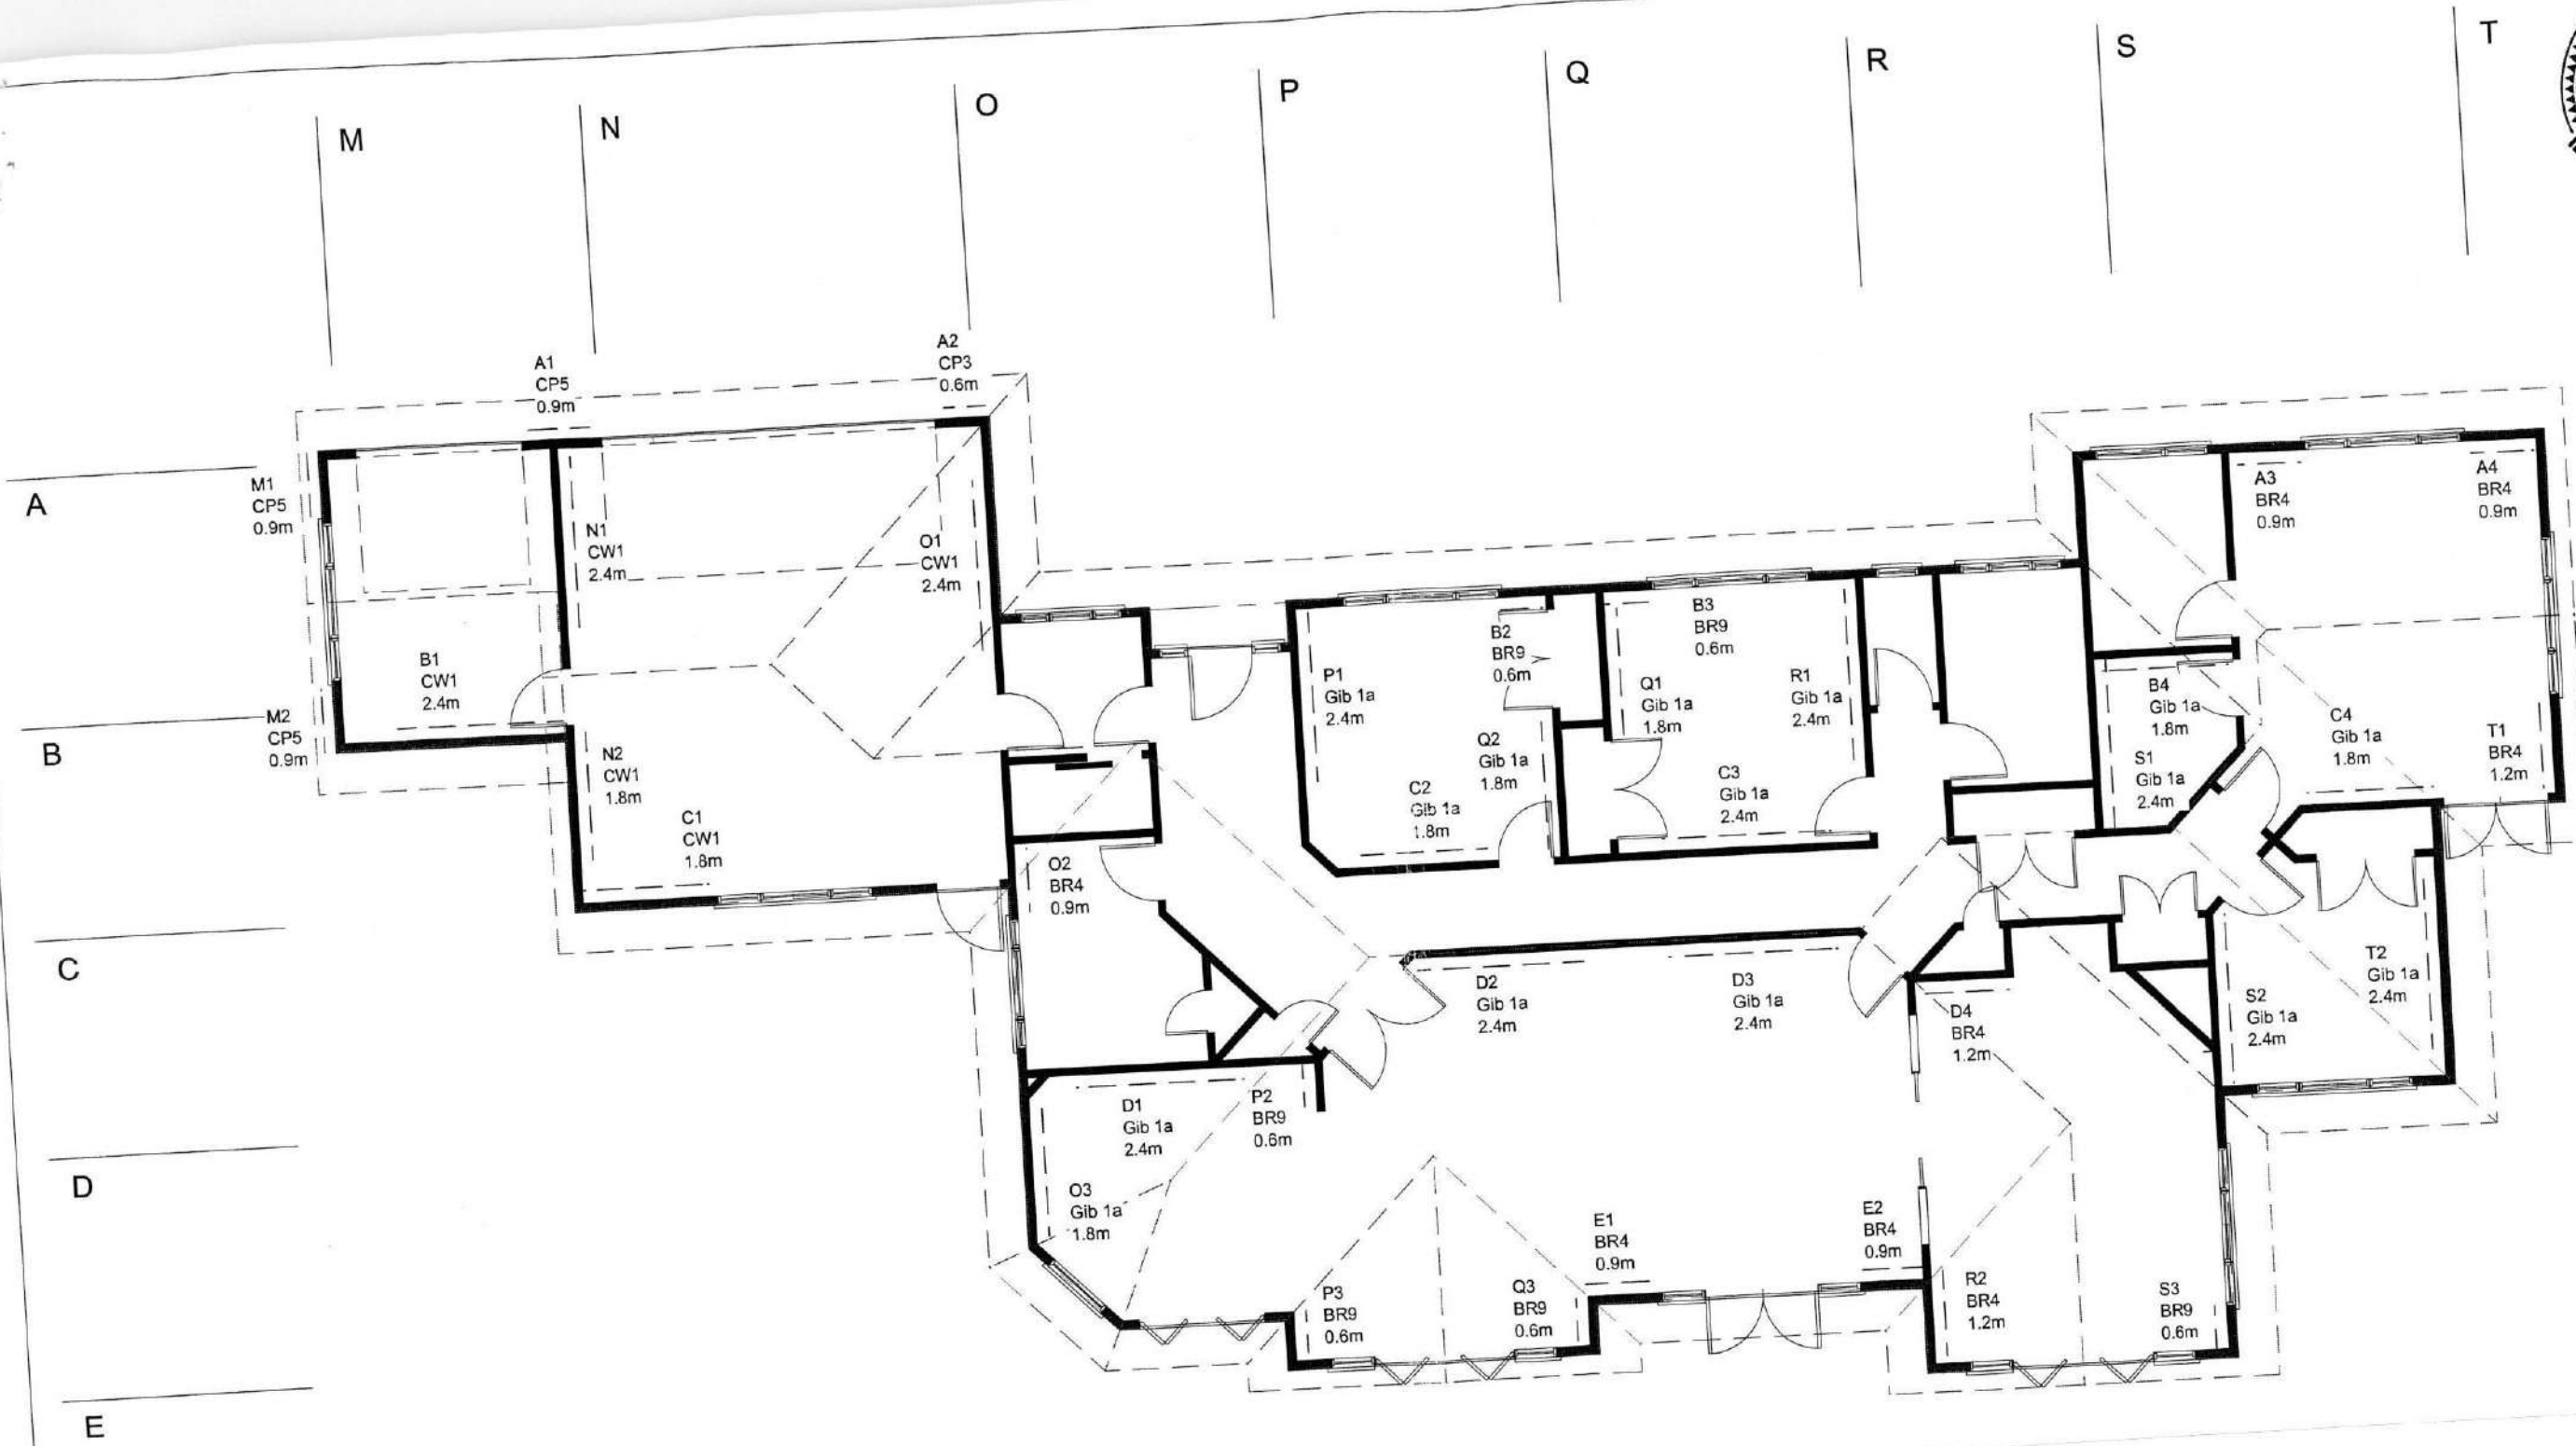 M
N
O
P
Q
R
S
T
A
B
C
D
E
A1
CP5
0.9m
A2
CP3
0.6m
M1
CP5
0.9m
N1
CW1
2.4m
O1
CW1
2.4m
A3
BR4
0.9m
A4
BR4
0.9m
B1
CW1
2.4m
M2
CP5
0.9m
N2
CW1
1.8m
C1
CW1
1.8m
P1
Gib 1a
2.4m
B2
BR9
0.6m
B3
BR9
0.6m
Q1
Gib 1a
1.8m
R1
Gib 1a
2.4m
Q2
Gib 1a
1.8m
C2
Gib 1a
1.8m
C3
Gib 1a
2.4m
B4
Gib 1a
1.8m
S1
Gib 1a
2.4m
C4
Gib 1a
1.8m
T1
BR4
1.2m
O2
BR4
0.9m
D2
Gib 1a
2.4m
D3
Gib 1a
2.4m
D4
BR4
1.2m
S2
Gib 1a
2.4m
T2
Gib 1a
2.4m
D1
Gib 1a
2.4m
P2
BR9
0.6m
O3
Gib 1a
1.8m
E1
BR4
0.9m
E2
BR4
0.9m
P3
BR9
0.6m
Q3
BR9
0.6m
R2
BR4
1.2m
S3
BR9
0.6m